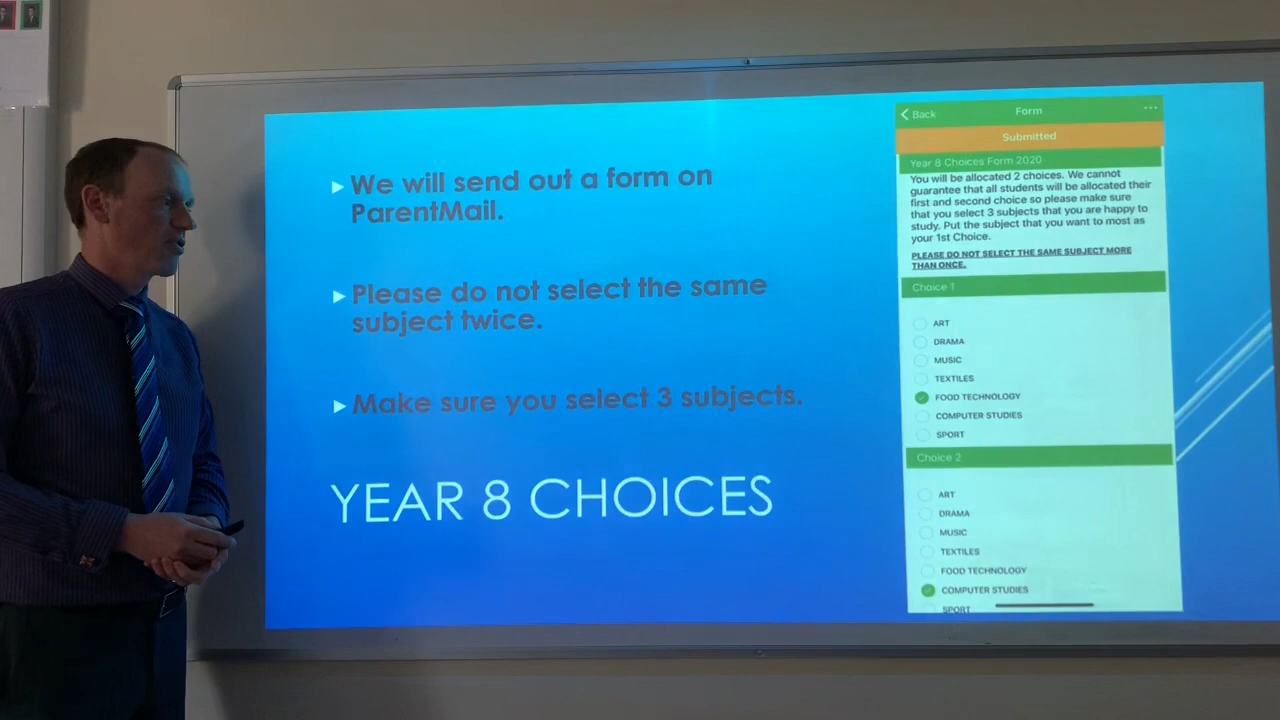 We will send out a form on
ParentMail.
Please do not select the same
subject twice.
Make sure you select 3 subjects.
YEAR 8 CHOICES
Back
Form
Submitted
Year 8 Choices Form 2020
You will be allocated 2 choices. We cannot
guarantee that all students will be allocated their
first and second choice so please make sure
that you select 3 subjects that you are happy to
study. Put the subject that you want to most as
your 1st Choice.
PLEASE DO NOT SELECT THE SAME SUBJECT MORE
THAN ONCE.
Choice 1
ART
DRAMA
MUSIC
TEXTILES
FOOD TECHNOLOGY
COMPUTER STUDIES
SPORT
Choice 2
ART
DRAMA
MUSIC
TEXTILES
FOOD TECHNOLOGY
COMPUTER STUDIES
SPORT